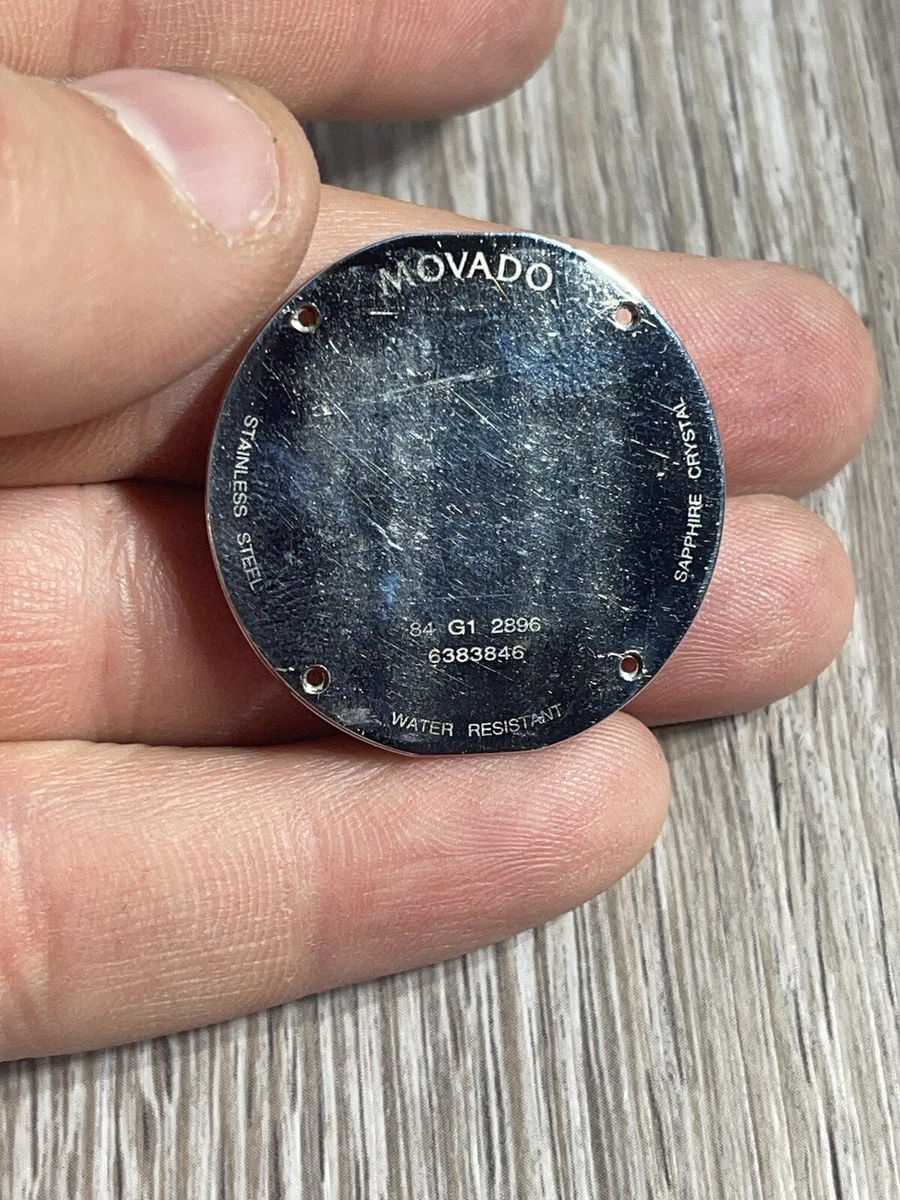 MOVADO
STAINLESS STEEL
SAPPHIRE CRYSTAL
84 G1 2896
6383846
WATER RESISTANT